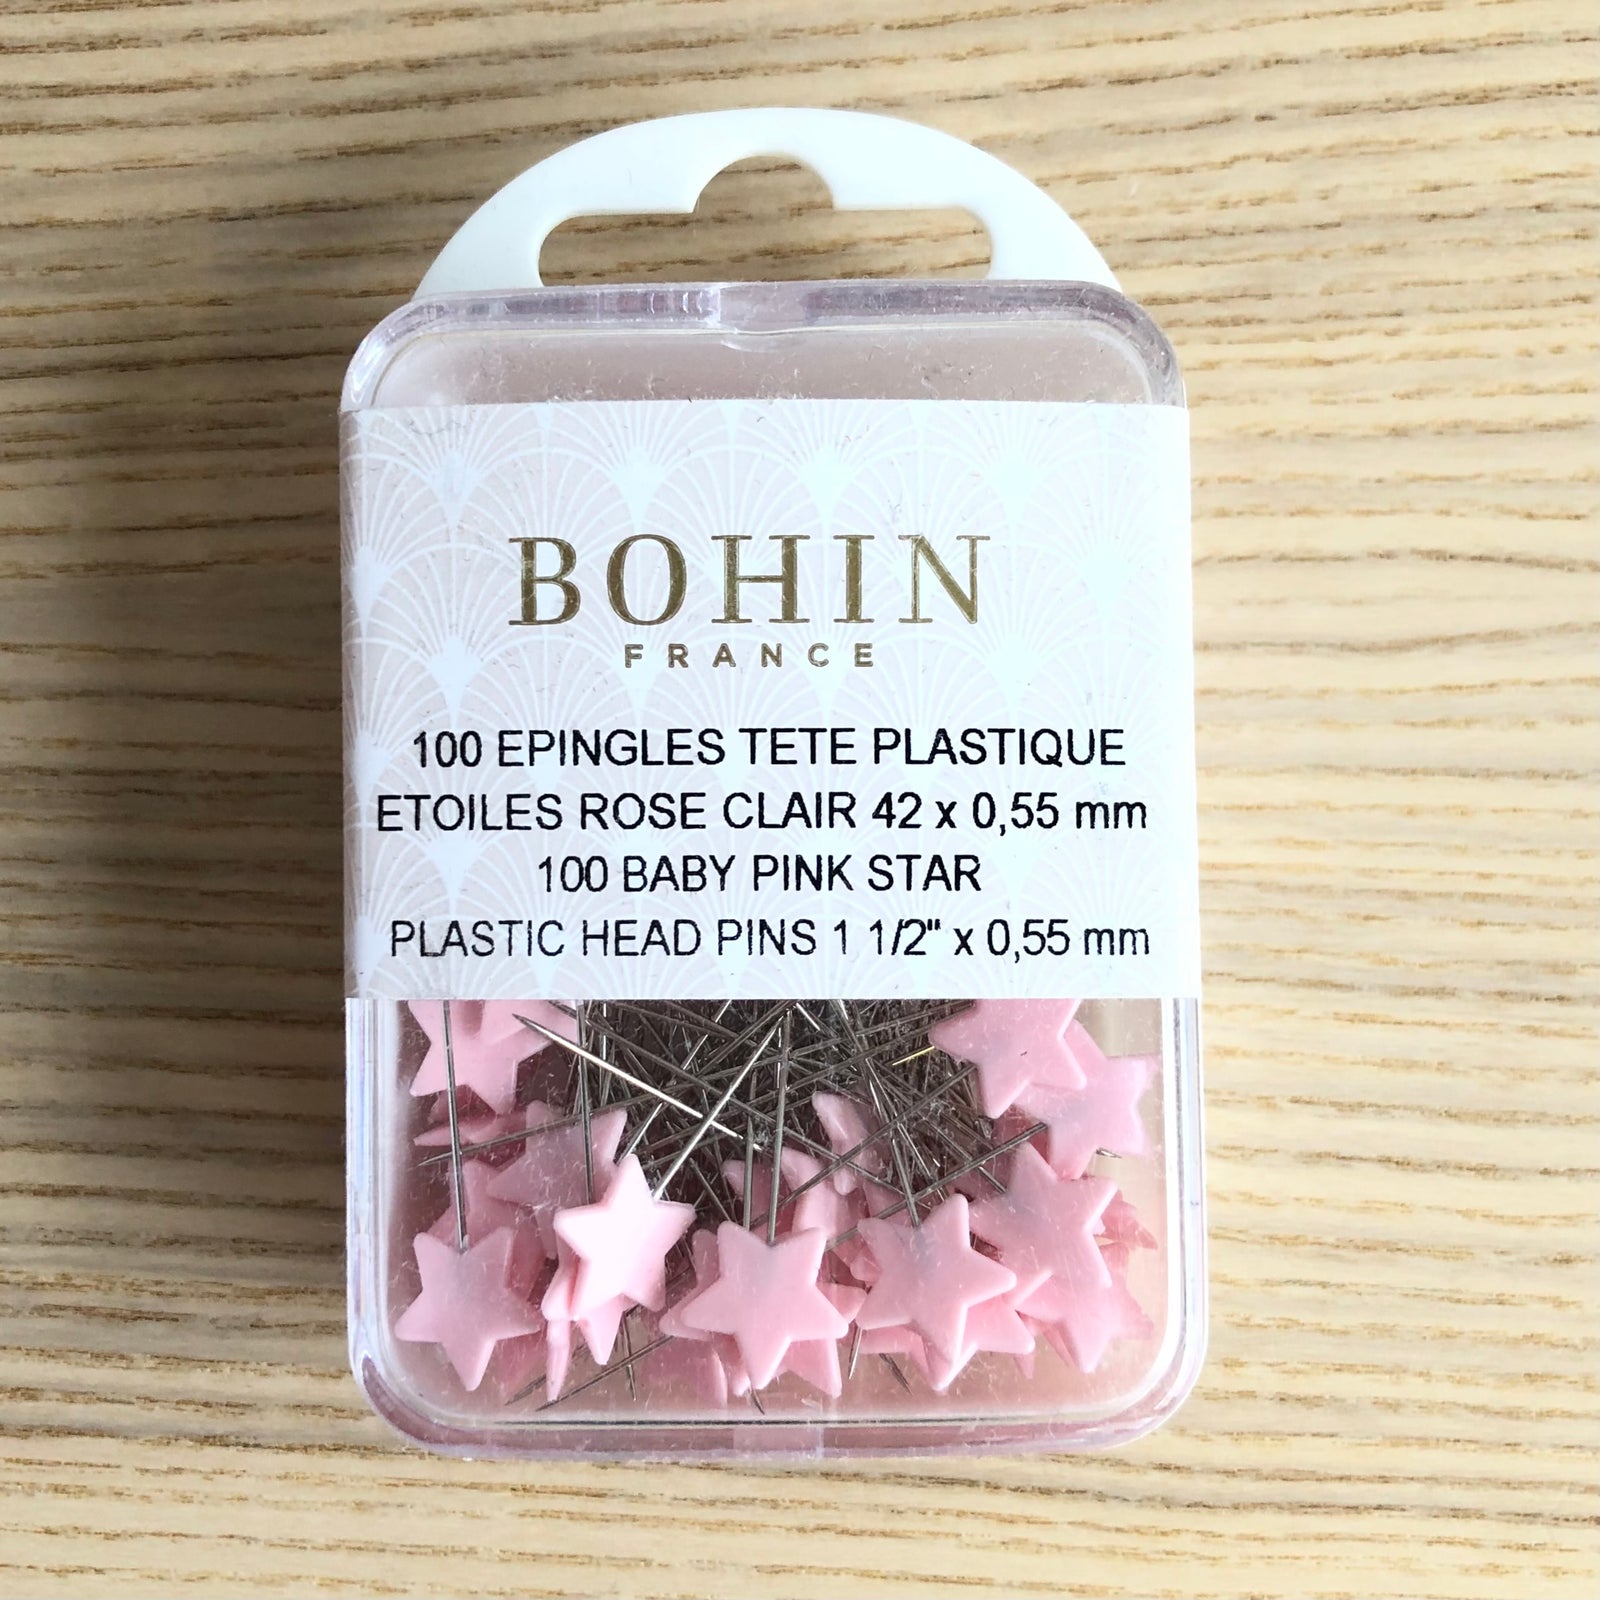 BOHIN
FRANCE
100 EPINGLES TETE PLASTIQUE
ETOILES ROSE CLAIR 42 x 0,55 mm
100 BABY PINK STAR
PLASTIC HEAD PINS 1 1/2" x 0,55 mm